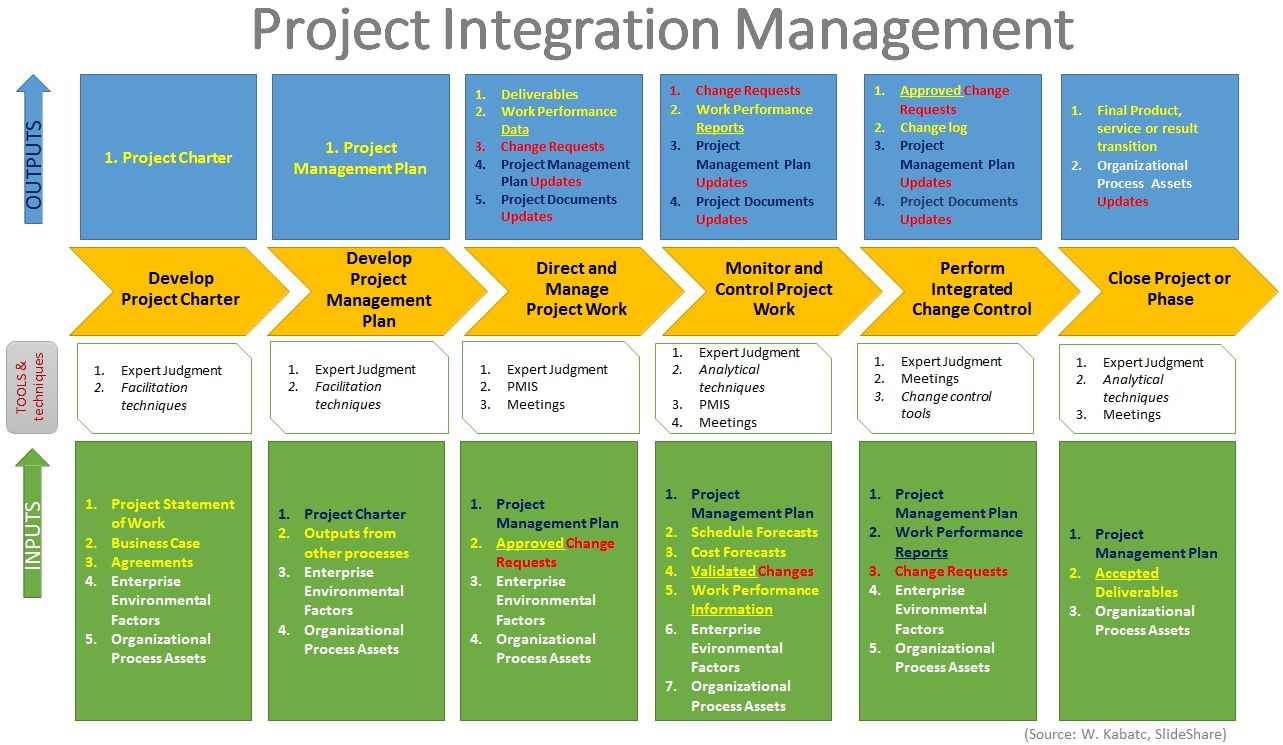 Project Integration Management
OUTPUTS
1. Project Charter
1. Project
Management Plan
1. Deliverables
2. Work Performance
Data
3. Change Requests
4. Project Management
Plan Updates
5. Project Documents
Updates
1. Change Requests
2. Work Performance
Reports
3. Project
Management Plan
Updates
4. Project Documents
Updates
1. Approved Change
Requests
2. Change log
3. Project
Management Plan
Updates
4. Project Documents
Updates
1. Final Product,
service or result
transition
2. Organizational
Process Assets
Updates
Develop
Project Charter
Develop
Project
Management
Plan
Direct and
Manage
Project Work
Monitor and
Control Project
Work
Perform
Integrated
Change Control
Close Project or
Phase
TOOLS &
techniques
1. Expert Judgment
2. Facilitation
techniques
1. Expert Judgment
2. Facilitation
techniques
1. Expert Judgment
2. PMIS
3. Meetings
1. Expert Judgment
2. Analytical
techniques
3. PMIS
4. Meetings
1. Expert Judgment
2. Meetings
3. Change control
tools
1. Expert Judgment
2. Analytical
techniques
3. Meetings
INPUTS
1. Project Statement
of Work
2. Business Case
3. Agreements
4. Enterprise
Environmental
Factors
5. Organizational
Process Assets
1. Project Charter
2. Outputs from
other processes
3. Enterprise
Environmental
Factors
4. Organizational
Process Assets
1. Project
Management Plan
2. Approved Change
Requests
3. Enterprise
Environmental
Factors
4. Organizational
Process Assets
1. Project
Management Plan
2. Schedule Forecasts
3. Cost Forecasts
4. Validated Changes
5. Work Performance
Information
6. Enterprise
Evironmental
Factors
7. Organizational
Process Assets
1. Project
Management Plan
2. Work Performance
Reports
3. Change Requests
4. Enterprise
Evironmental
Factors
5. Organizational
Process Assets
1. Project
Management Plan
2. Accepted
Deliverables
3. Organizational
Process Assets
(Source: W. Kabatc, SlideShare)